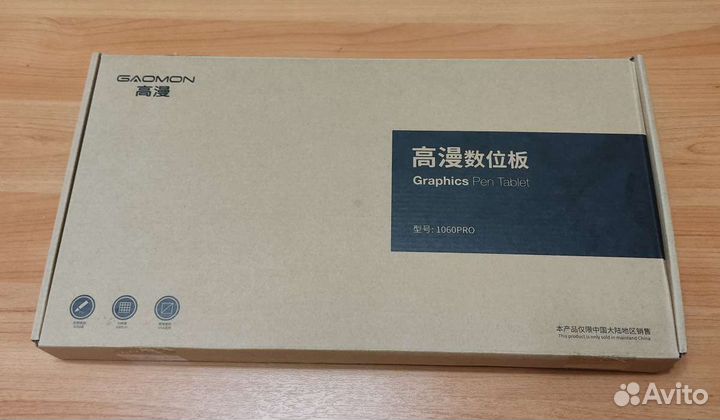 GAOMON
高漫
高漫数位板
Graphics Pen Tablet
型号: 1060PRO
本产品仅限中国大陆地区销售
This product is only sold in mainland China
Avito